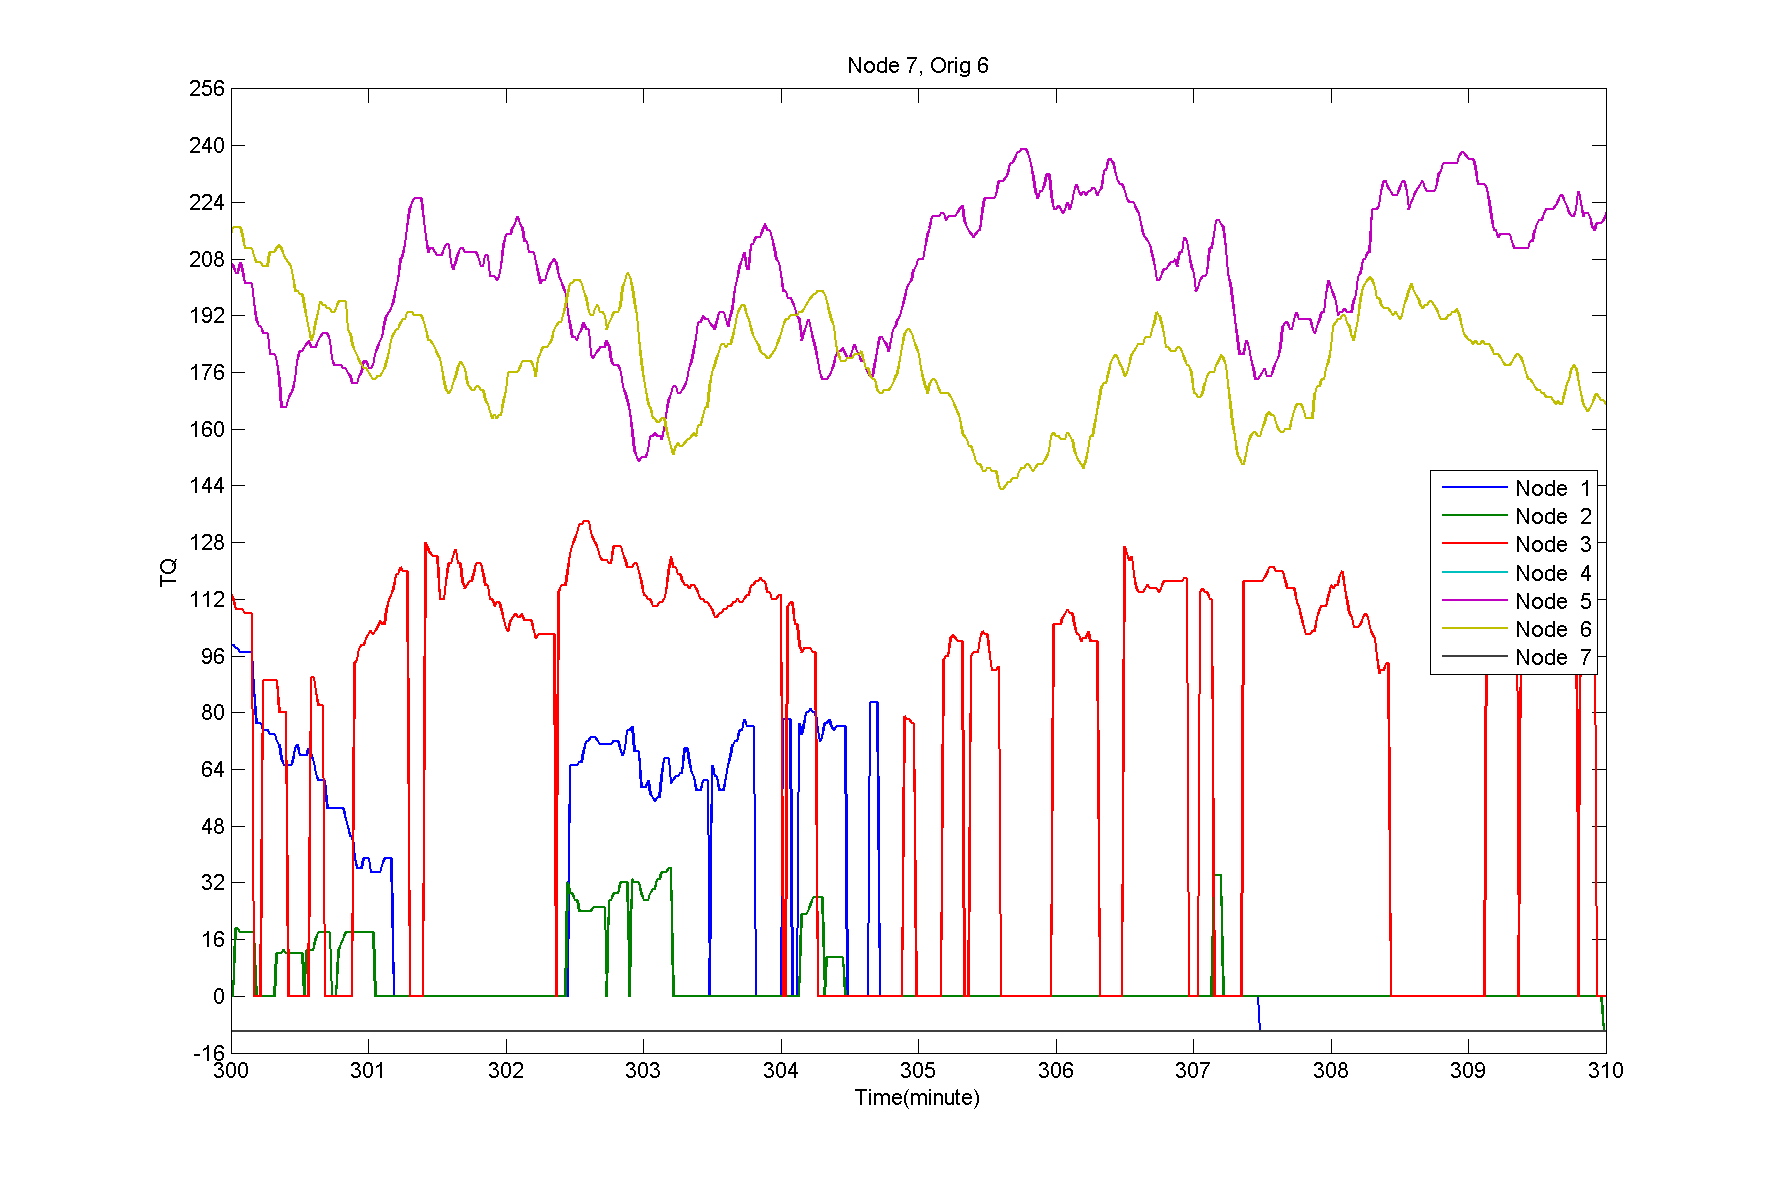 Node 7, Orig 6
256
240
224
208
192
176
160
144
128
112
96
80
64
48
32
16
0
-16
TQ
Node 1
Node 2
Node 3
Node 4
Node 5
Node 6
Node 7
300 301 302 303 304 305 306 307 308 309 310
Time(minute)